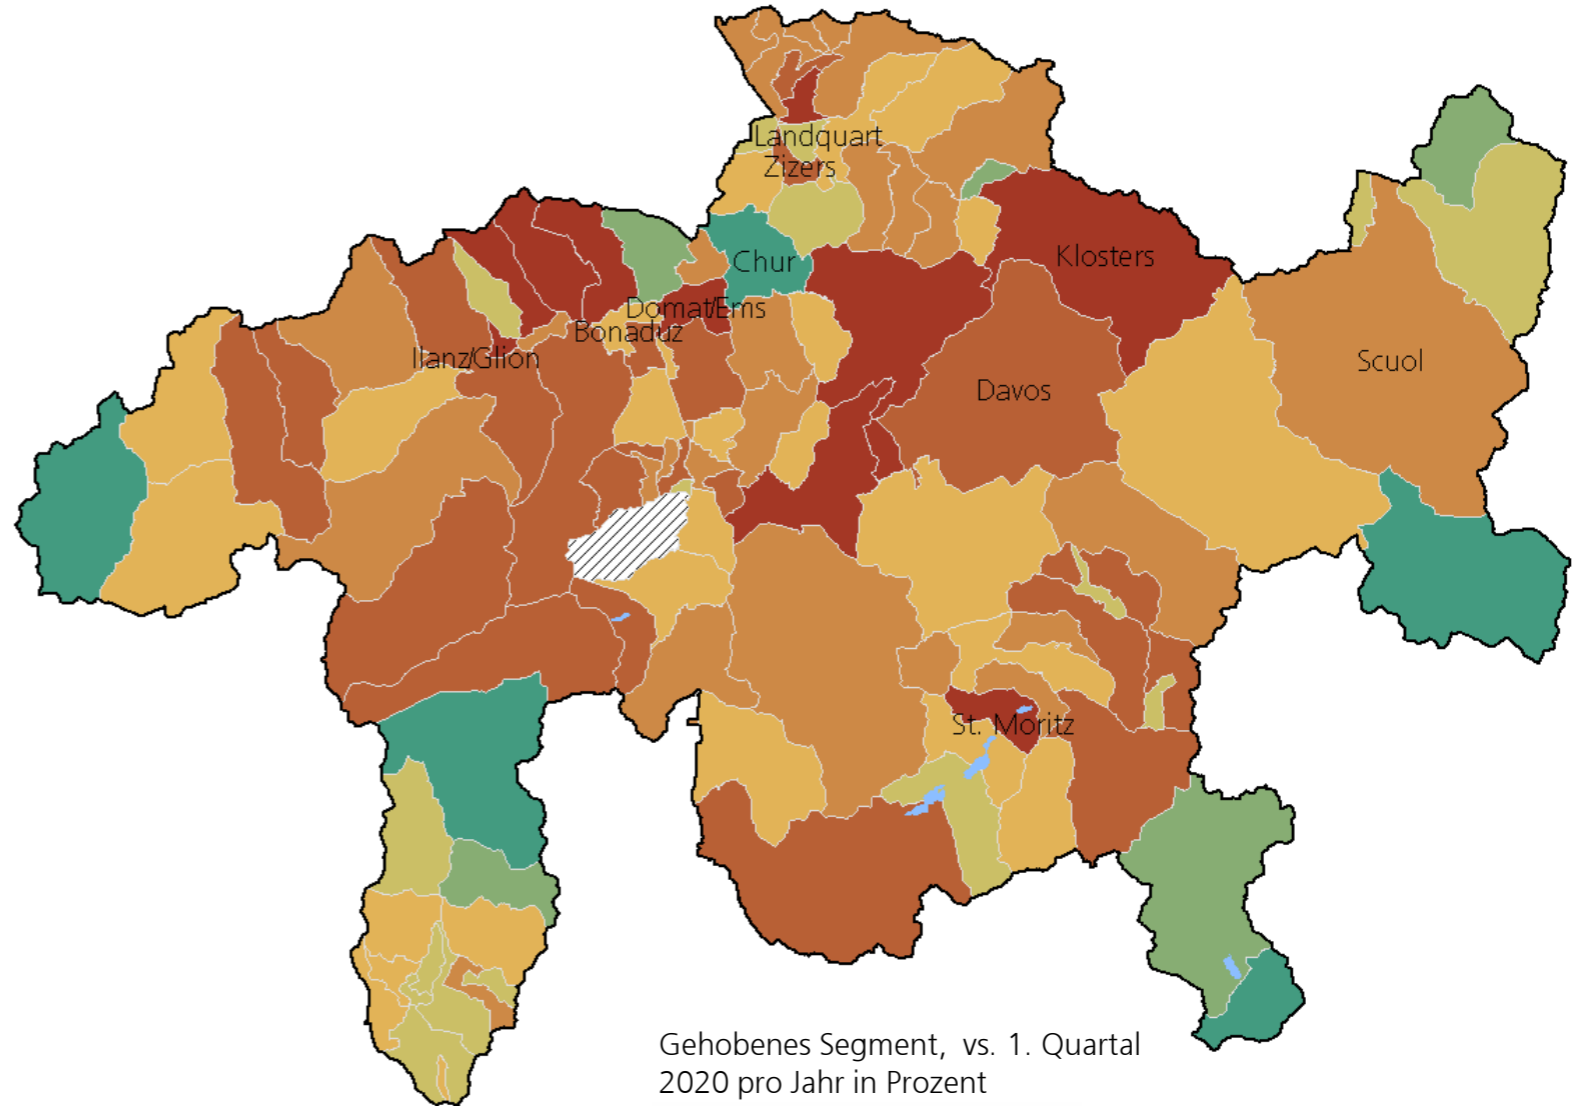 Landquart
Zizers
Chur
Klosters
Domat/Ems
Bonaduz
Ilanz/Glion
Scuol
Davos
St. Moritz
Gehobenes Segment, vs. 1. Quartal
2020 pro Jahr in Prozent